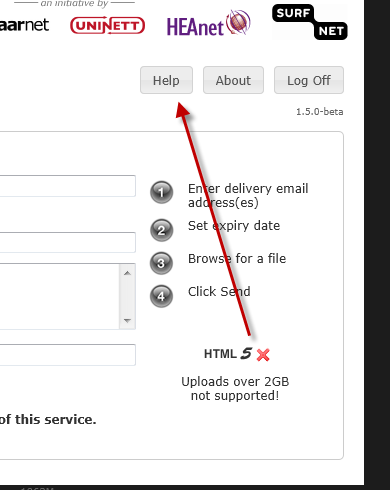 an initiative by
aarnet
UNINETT
HEAnet
SURF
NET
Help
About
Log Off
1.5.0-beta
1
Enter delivery email
address(es)
2
Set expiry date
3
Browse for a file
4
Click Send
HTML 5
Uploads over 2GB
not supported!
of this service.